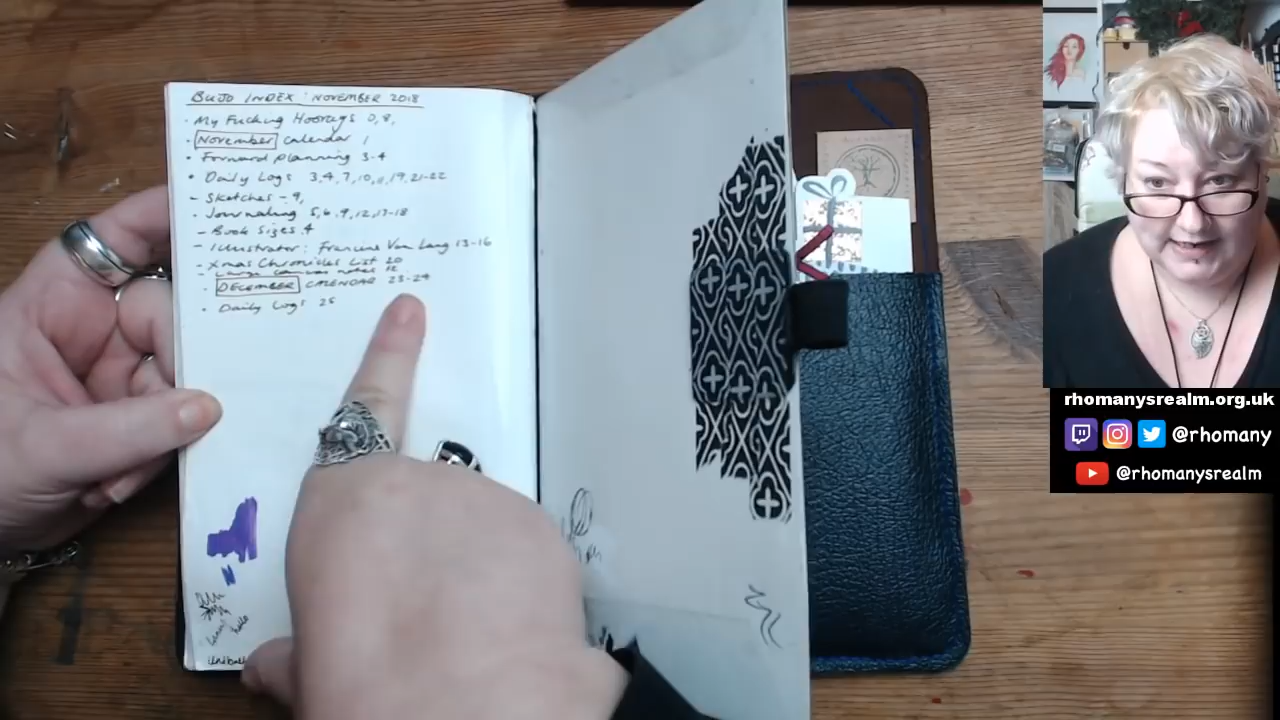 BUJO INDEX: NOVEMBER 2018
· My Fucking Hoorays 0,8,
· NOVEMBER Calendar 1
· Forward planning 3-4
· Daily Logs 3,4,7,10,11,19,21-22
- Sketches - 9,
· Journaling 5,6,9,12,17-18
- Book Sizes 4
- Illustrator: Francine Van 13-16
- Xmas Chronicles List 20
- Large canvas notes 12
· DECEMBER CALENDAR 23-24
· Daily Logs 25
hello
rhomanysrealm.org.uk
@rhomany
@rhomanysrealm